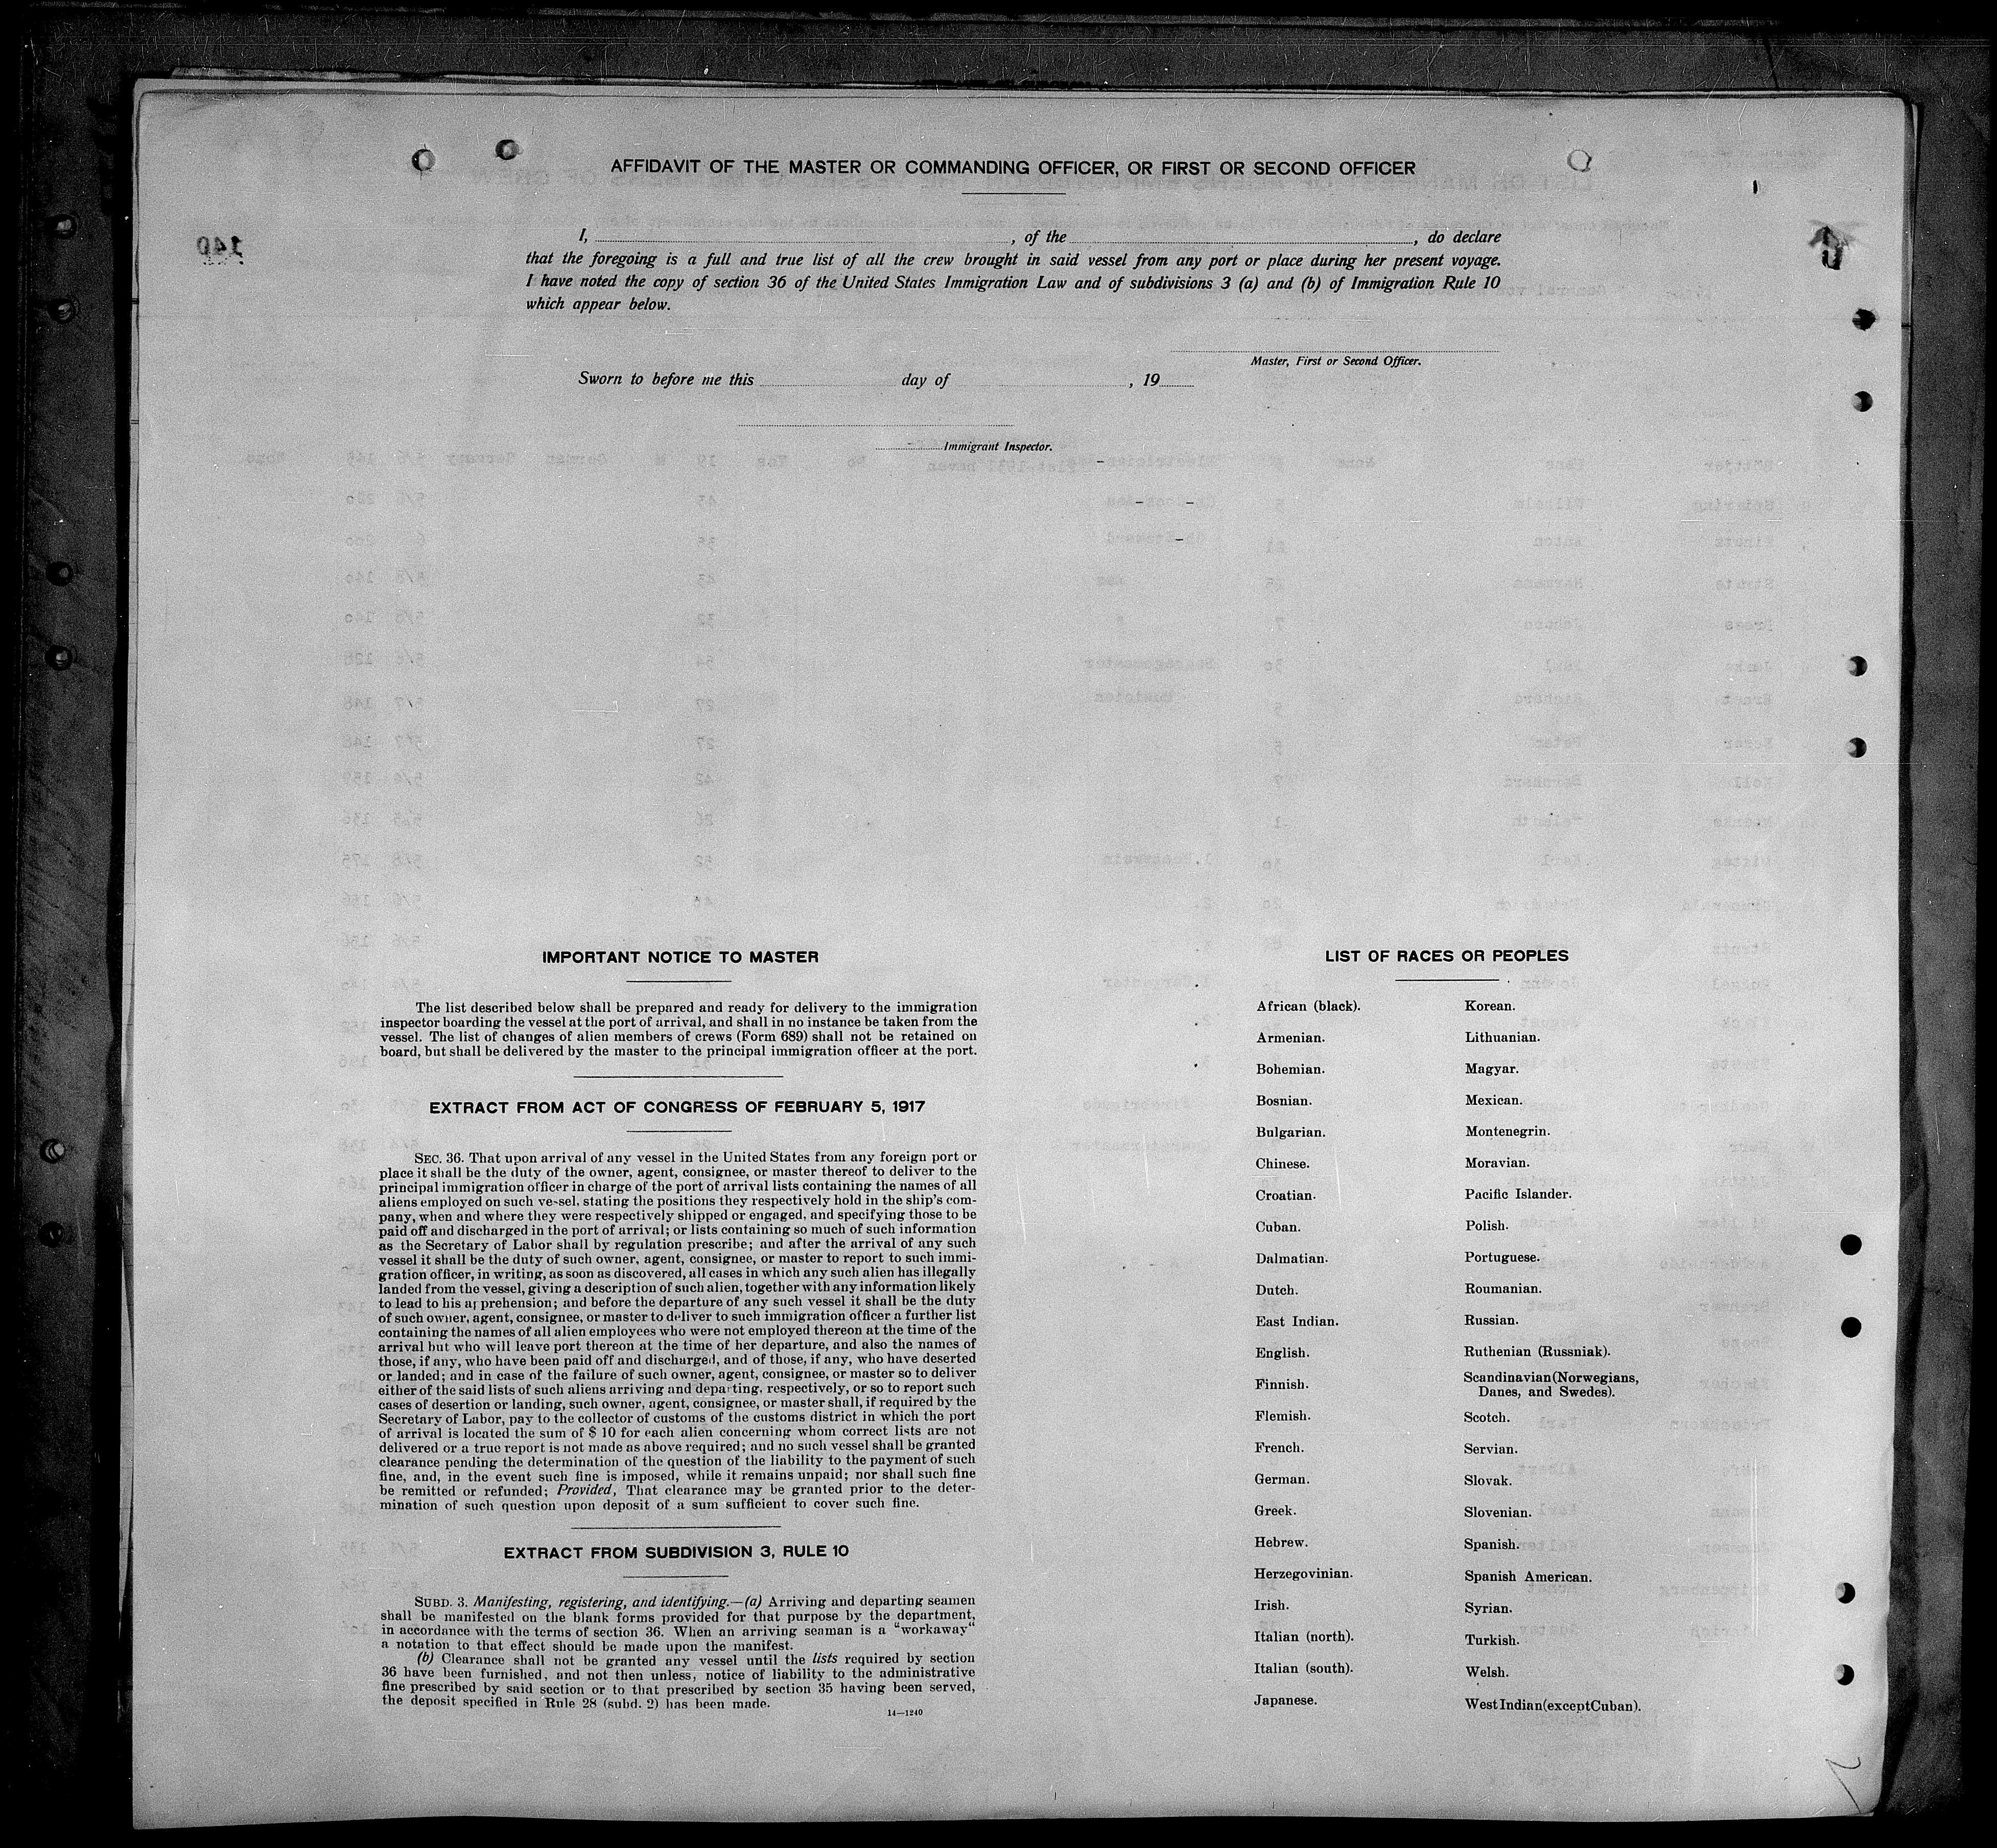 AFFIDAVIT OF THE MASTER OR COMMANDING OFFICER, OR FIRST OR SECOND OFFICER
I, , of the , do declare
that the foregoing is a full and true list of all the crew brought in said vessel from any port or place during her present voyage.
I have noted the copy of section 36 of the United States Immigration Law and of subdivisions 3 (a) and (b) of Immigration Rule 10
which appear below.
Master, First or Second Officer.
Sworn to before me this day of , 19
Immigrant Inspector.
IMPORTANT NOTICE TO MASTER
The list described below shall be prepared and ready for delivery to the immigration
inspector boarding the vessel at the port of arrival, and shall in no instance be taken from the
vessel. The list of changes of alien members of crews (Form 689) shall not be retained on
board, but shall be delivered by the master to the principal immigration officer at the port.
EXTRACT FROM ACT OF CONGRESS OF FEBRUARY 5, 1917
SEC. 36. That upon arrival of any vessel in the United States from any foreign port or
place it shall be the duty of the owner, agent, consignee, or master thereof to deliver to the
principal immigration officer in charge of the port of arrival lists containing the names of all
aliens employed on such vessel, stating the positions they respectively hold in the ship's com-
pany, when and where they were respectively shipped or engaged, and specifying those to be
paid off and discharged in the port of arrival; or lists containing so much of such information
as the Secretary of Labor shall by regulation prescribe; and after the arrival of any such
vessel it shall be the duty of such owner, agent, consignee, or master to report to such immi-
gration officer, in writing, as soon as discovered, all cases in which any such alien has illegally
landed from the vessel, giving a description of such alien, together with any information likely
to lead to his apprehension; and before the departure of any such vessel it shall be the duty
of such owner, agent, consignee, or master to deliver to such immigration officer a further list
containing the names of all alien employees who were not employed thereon at the time of the
arrival but who will leave port thereon at the time of her departure, and also the names of
those, if any, who have been paid off and discharged, and of those, if any, who have deserted
or landed; and in case of the failure of such owner, agent, consignee, or master so to deliver
either of the said lists of such aliens arriving and departing, respectively, or so to report such
cases of desertion or landing, such owner, agent, consignee, or master shall, if required by the
Secretary of Labor, pay to the collector of customs of the customs district in which the port
of arrival is located the sum of $ 10 for each alien concerning whom correct lists are not
delivered or a true report is not made as above required; and no such vessel shall be granted
clearance pending the determination of the question of the liability to the payment of such
fine, and, in the event such fine is imposed, while it remains unpaid; nor shall such fine
be remitted or refunded; Provided, That clearance may be granted prior to the deter-
mination of such question upon deposit of a sum sufficient to cover such fine.
EXTRACT FROM SUBDIVISION 3, RULE 10
SUBD. 3. Manifesting, registering, and identifying.—(a) Arriving and departing seamen
shall be manifested on the blank forms provided for that purpose by the department,
in accordance with the terms of section 36. When an arriving seaman is a "workaway"
a notation to that effect should be made upon the manifest.
(b) Clearance shall not be granted any vessel until the lists required by section
36 have been furnished, and not then unless, notice of liability to the administrative
fine prescribed by said section or to that prescribed by section 35 having been served,
the deposit specified in Rule 28 (subd. 2) has been made.
14—1240
LIST OF RACES OR PEOPLES
African (black).
Armenian.
Bohemian.
Bosnian.
Bulgarian.
Chinese.
Croatian.
Cuban.
Dalmatian.
Dutch.
East Indian.
English.
Finnish.
Flemish.
French.
German.
Greek.
Hebrew.
Herzegovinian.
Irish.
Italian (north).
Italian (south).
Japanese.
Korean.
Lithuanian.
Magyar.
Mexican.
Montenegrin.
Moravian.
Pacific Islander.
Polish.
Portuguese.
Roumanian.
Russian.
Ruthenian (Russniak).
Scandinavian (Norwegians,
Danes, and Swedes).
Scotch.
Servian.
Slovak.
Slovenian.
Spanish.
Spanish American.
Syrian.
Turkish.
Welsh.
West Indian (except Cuban).